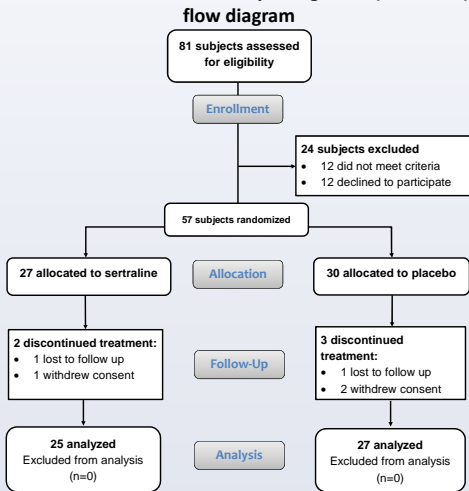 flow diagram
81 subjects assessed
for eligibility
Enrollment
24 subjects excluded
• 12 did not meet criteria
• 12 declined to participate
57 subjects randomized
27 allocated to sertraline
Allocation
30 allocated to placebo
2 discontinued treatment:
• 1 lost to follow up
• 1 withdrew consent
Follow-Up
3 discontinued
treatment:
• 1 lost to follow up
• 2 withdrew consent
25 analyzed
Excluded from analysis
(n=0)
Analysis
27 analyzed
Excluded from analysis
(n=0)